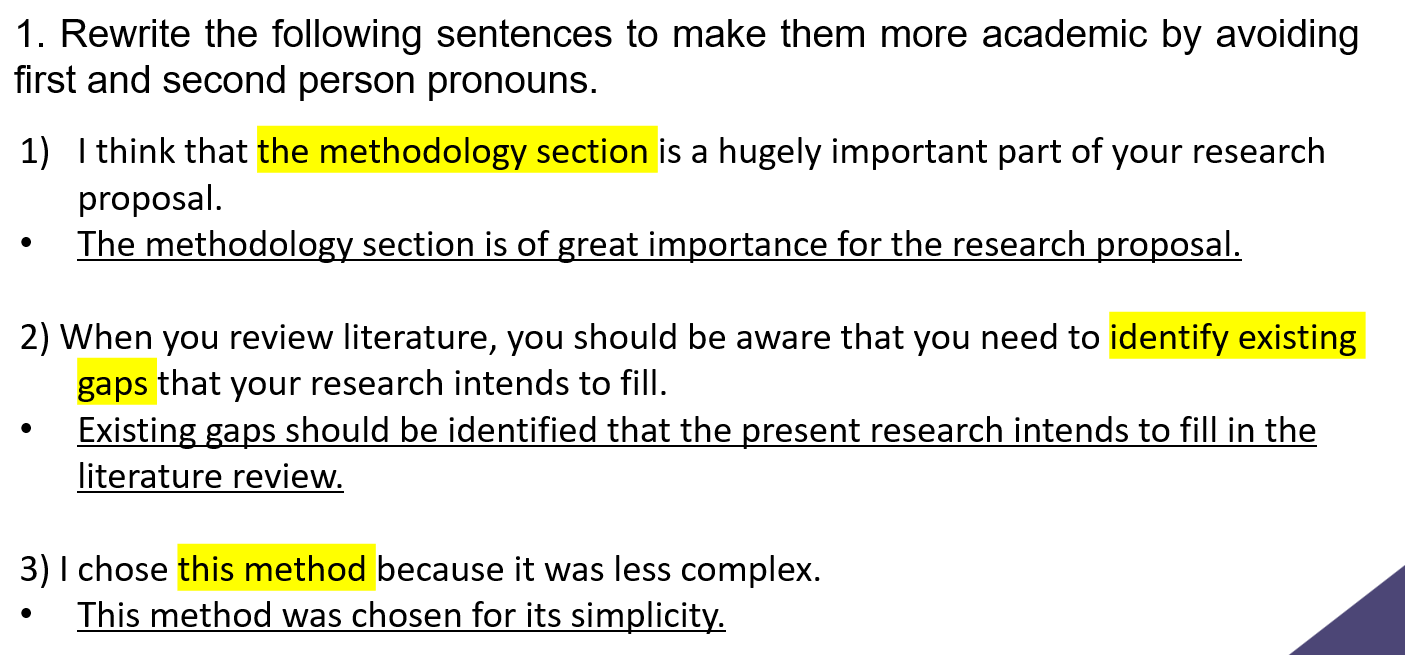 1. Rewrite the following sentences to make them more academic by avoiding
first and second person pronouns.
1) I think that the methodology section is a hugely important part of your research
proposal.
• The methodology section is of great importance for the research proposal.
2) When you review literature, you should be aware that you need to identify existing
gaps that your research intends to fill.
• Existing gaps should be identified that the present research intends to fill in the
literature review.
3) I chose this method because it was less complex.
• This method was chosen for its simplicity.